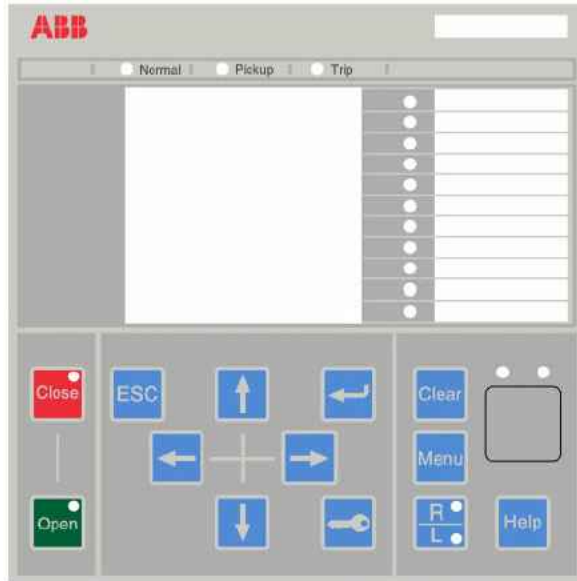 ABB
Normal Pickup Trip
Close ESC Clear
Menu
Open R Help
L